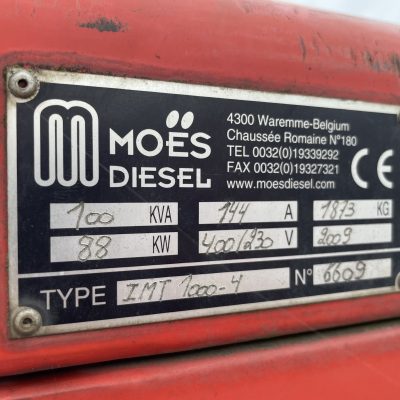 MOËS
DIESEL
4300 Waremme-Belgium
Chaussée Romaine N°180
TEL 0032(0)19339292
FAX 0032(0)19327321
www.moesdiesel.com
CE
100 KVA 144 A 1873 KG
88 KW 400/230 V 2009
TYPE IMT 1000-4 N° 6609